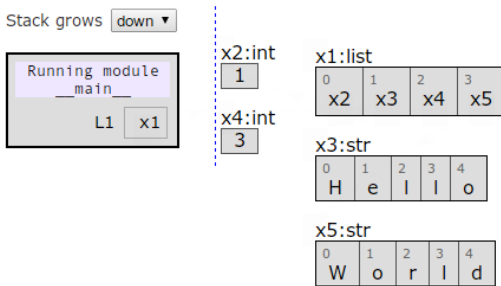 Stack grows down ▼
Running module
__main__
L1 x1
x2:int
1
x4:int
3
x1:list
0 1 2 3
x2 x3 x4 x5
x3:str
0 1 2 3 4
H e l l o
x5:str
0 1 2 3 4
W o r l d